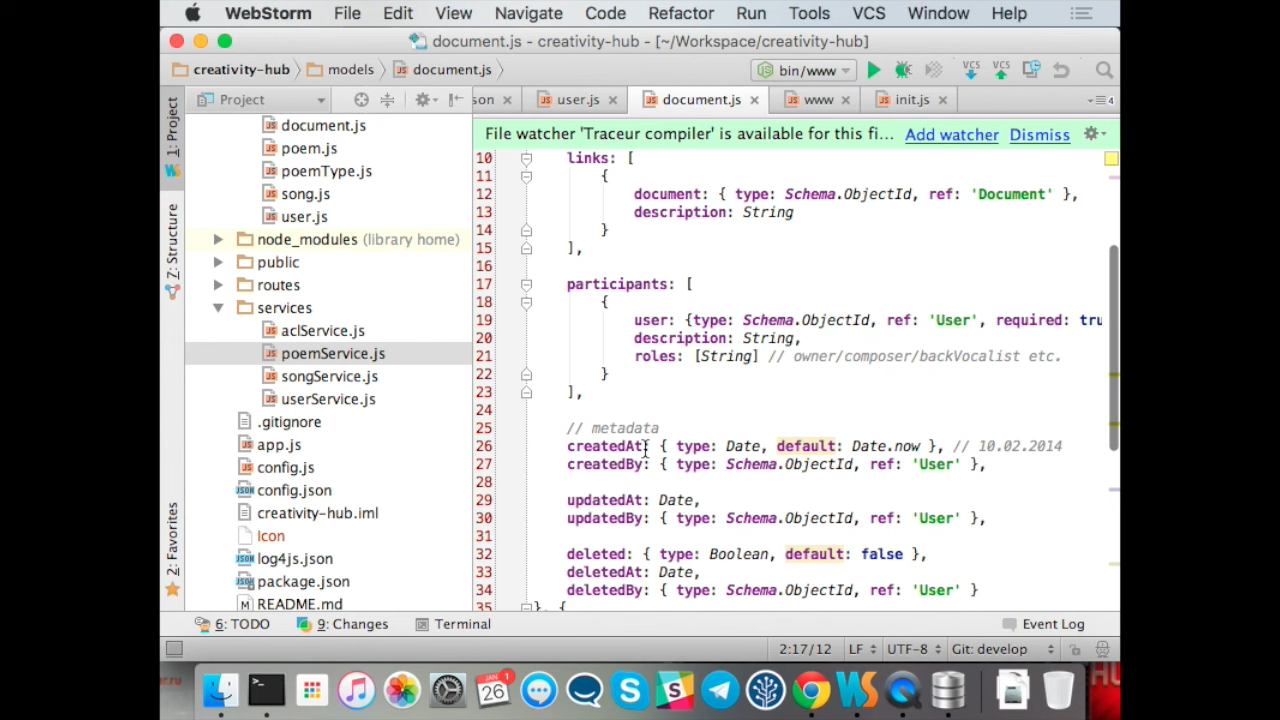 WebStorm File Edit View Navigate Code Refactor Run Tools VCS Window Help
document.js - creativity-hub - [~/Workspace/creativity-hub]
creativity-hub models document.js bin/www VCS VCS
Project son user.js document.js www init.js 4
1: Project
7: Structure
2: Favorites
document.js
poem.js
poemType.js
song.js
user.js
node_modules (library home)
public
routes
services
aclService.js
poemService.js
songService.js
userService.js
.gitignore
app.js
config.js
config.json
creativity-hub.iml
Icon
log4js.json
package.json
README.md
File watcher 'Traceur compiler' is available for this fi... Add watcher Dismiss
10 links: [
11 {
12 document: { type: Schema.ObjectId, ref: 'Document' },
13 description: String
14 }
15 ],
16
17 participants: [
18 {
19 user: {type: Schema.ObjectId, ref: 'User', required: tru
20 description: String,
21 roles: [String] // owner/composer/backVocalist etc.
22 }
23 ],
24
25 // metadata
26 createdAt: { type: Date, default: Date.now }, // 10.02.2014
27 createdBy: { type: Schema.ObjectId, ref: 'User' },
28
29 updatedAt: Date,
30 updatedBy: { type: Schema.ObjectId, ref: 'User' },
31
32 deleted: { type: Boolean, default: false },
33 deletedAt: Date,
34 deletedBy: { type: Schema.ObjectId, ref: 'User' }
35 }, {
6: TODO 9: Changes Terminal Event Log
2:17/12 LF UTF-8 Git: develop
JAN 26 1